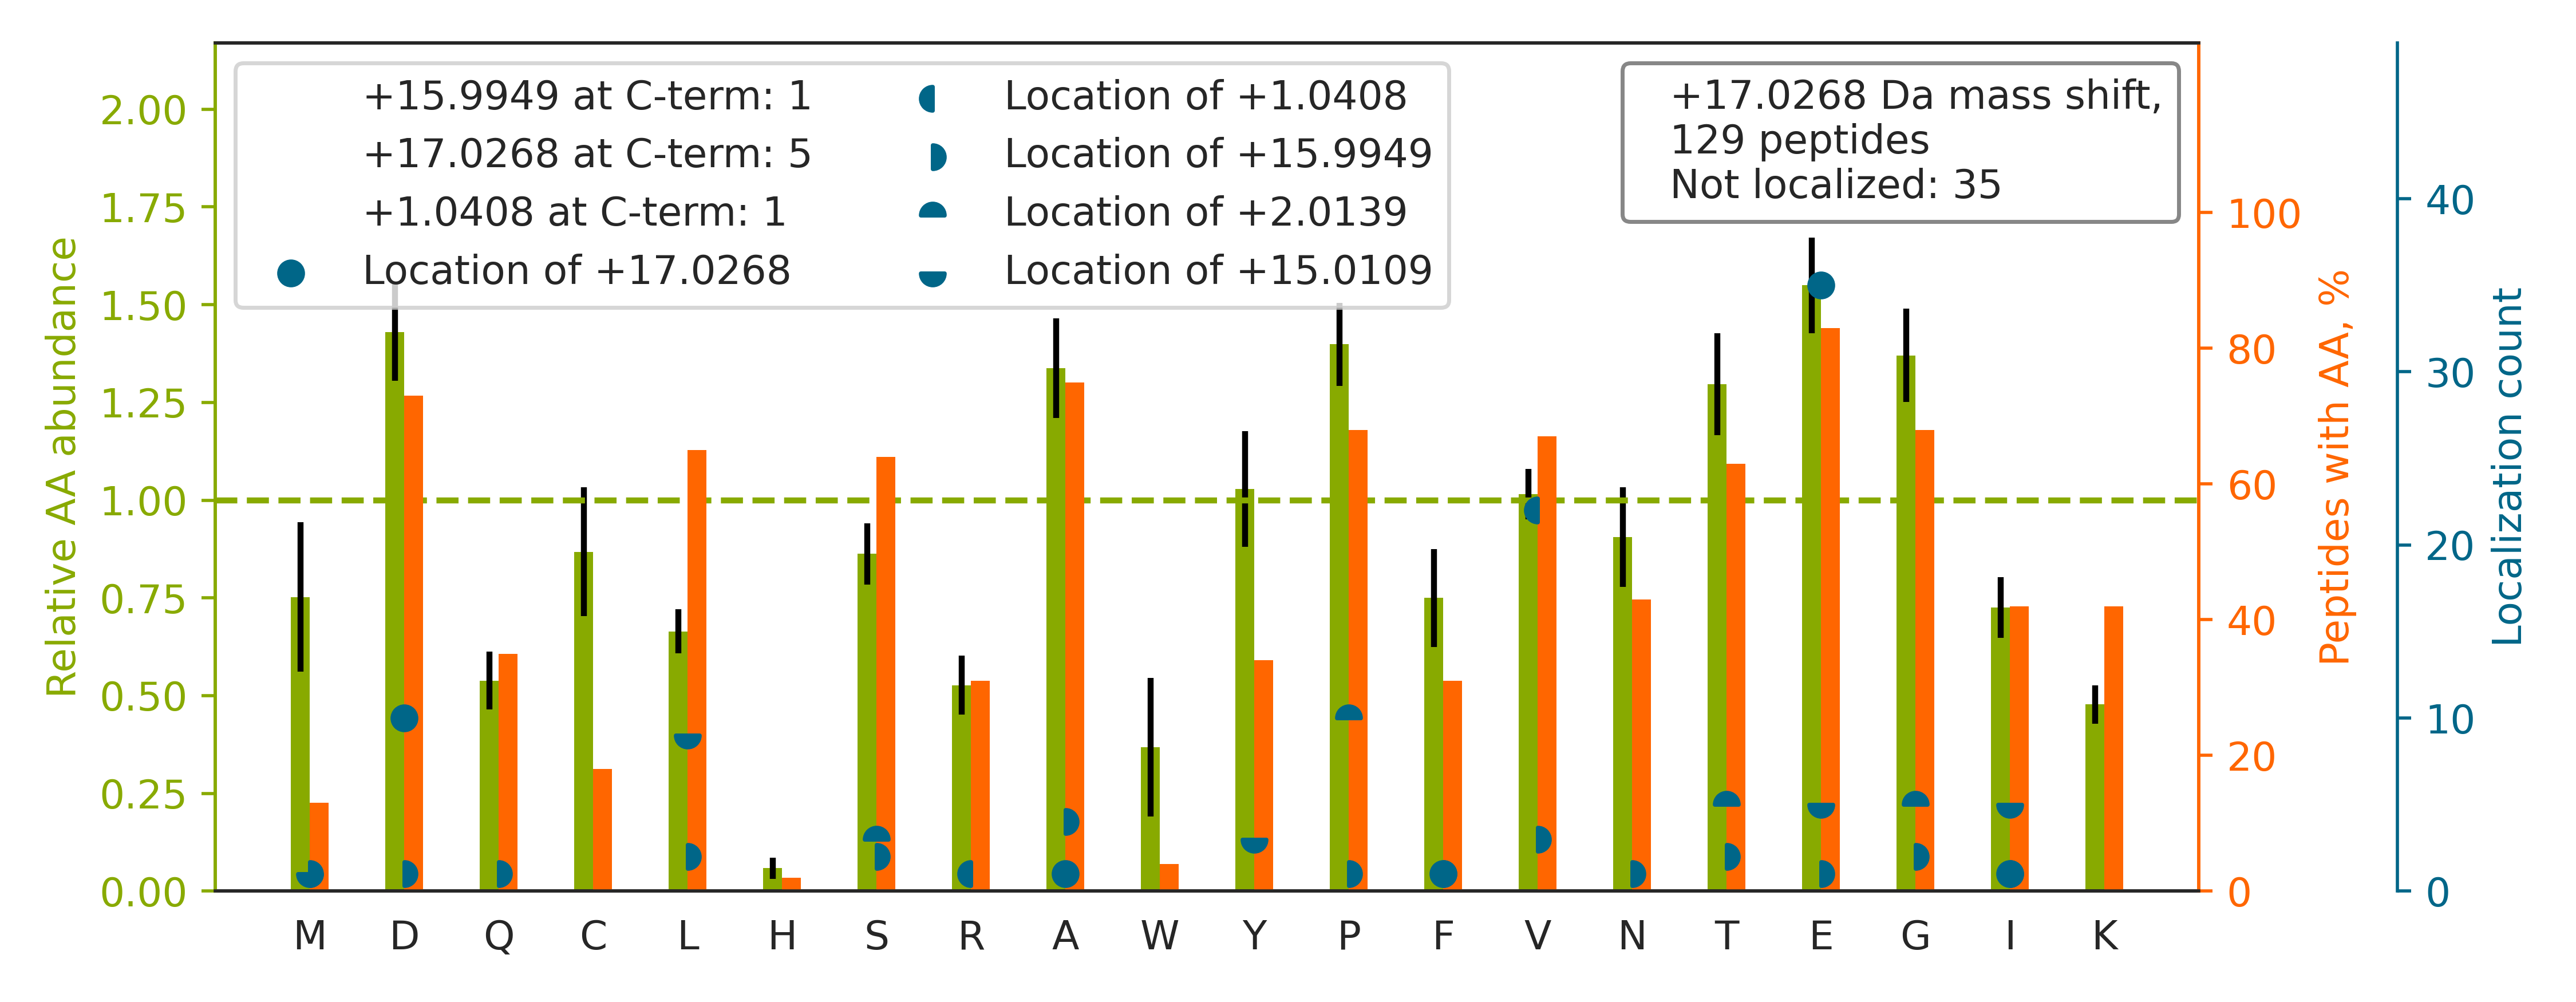 +15.9949 at C-term: 1
+17.0268 at C-term: 5
+1.0408 at C-term: 1
Location of +17.0268
Location of +1.0408
Location of +15.9949
Location of +2.0139
Location of +15.0109
+17.0268 Da mass shift,
129 peptides
Not localized: 35
Relative AA abundance
2.00
1.75
1.50
1.25
1.00
0.75
0.50
0.25
0.00
M D Q C L H S R A W Y P F V N T E G I K
100
80
60
40
20
0
Peptides with AA, %
40
30
20
10
0
Localization count